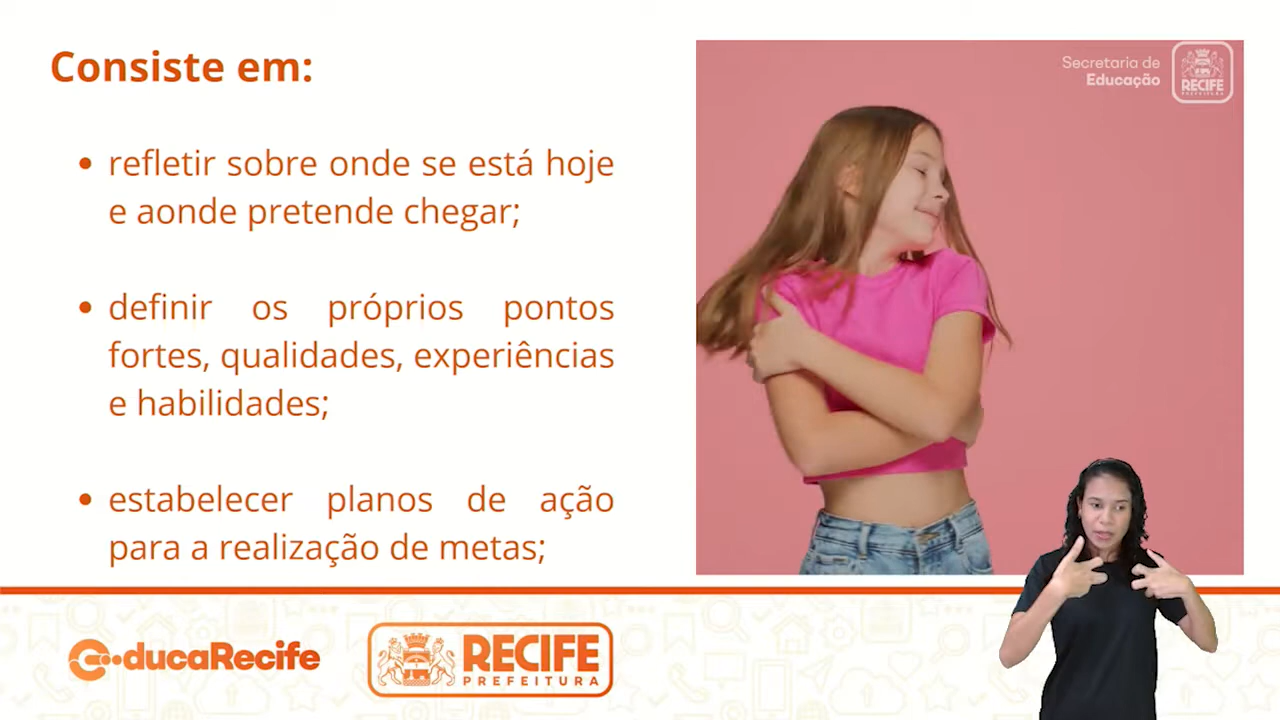 Consiste em:
• refletir sobre onde se está hoje
e aonde pretende chegar;
• definir os próprios pontos
fortes, qualidades, experiências
e habilidades;
• estabelecer planos de ação
para a realização de metas;
Secretaria de
Educação
RECIFE
PREFEITURA
educaRecife
RECIFE
PREFEITURA